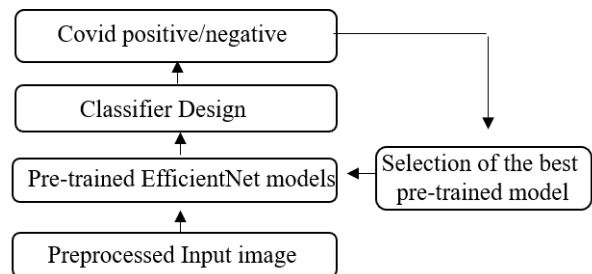 Covid positive/negative
Classifier Design
Pre-trained EfficientNet models
Selection of the best
pre-trained model
Preprocessed Input image